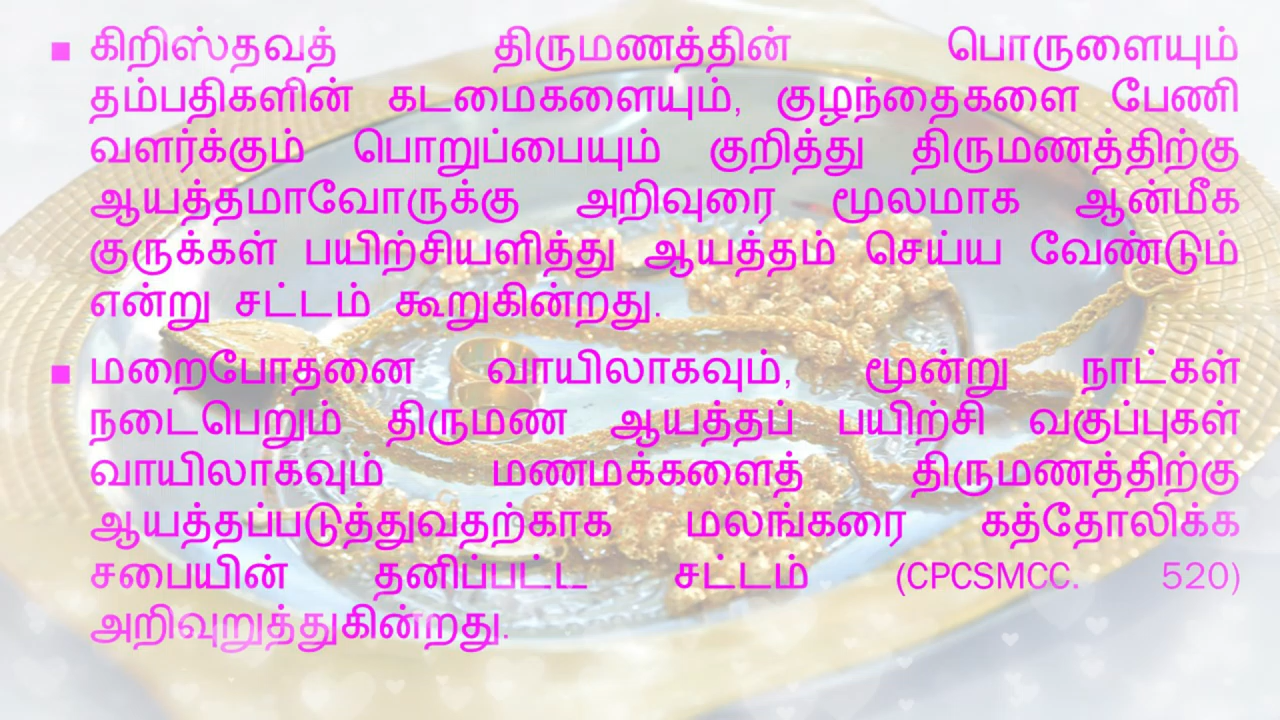 ▪ கிறிஸ்தவத் திருமணத்தின் பொருளையும்
தம்பதிகளின் கடமைகளையும், குழந்தைகளை பேணி
வளர்க்கும் பொறுப்பையும் குறித்து திருமணத்திற்கு
ஆயத்தமாவோருக்கு அறிவுரை மூலமாக ஆன்மீக
குருக்கள் பயிற்சியளித்து ஆயத்தம் செய்ய வேண்டும்
என்று சட்டம் கூறுகின்றது.
▪ மறைபோதனை வாயிலாகவும், மூன்று நாட்கள்
நடைபெறும் திருமண ஆயத்தப் பயிற்சி வகுப்புகள்
வாயிலாகவும் மணமக்களைத் திருமணத்திற்கு
ஆயத்தப்படுத்துவதற்காக மலங்கரை கத்தோலிக்க
சபையின் தனிப்பட்ட சட்டம் (CPCSMCC. 520)
அறிவுறுத்துகின்றது.